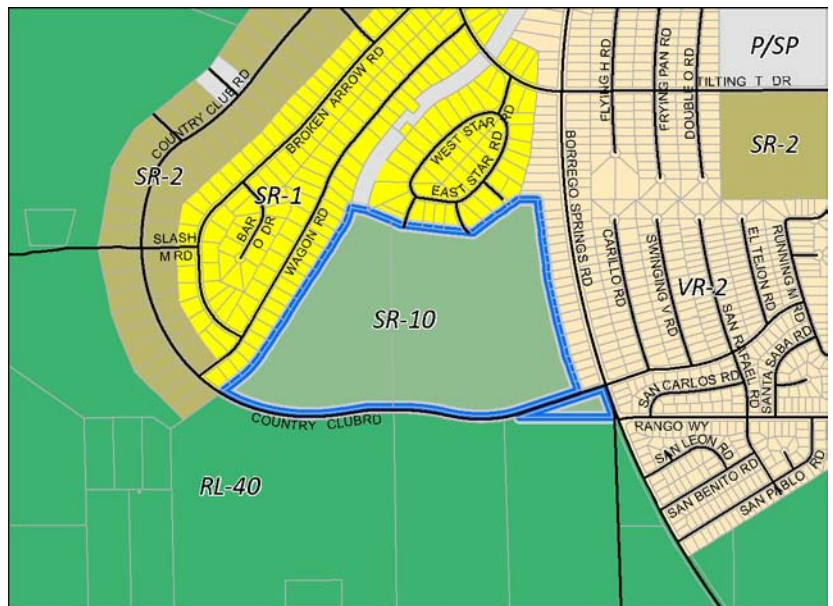 P/SP
TILTING T DR
FLYING H RD
FRYING PAN RD
DOUBLE O RD
COUNTRY CLUB RD
BROKEN ARROW RD
RD
WEST STAR
EAST STAR RD
BORREGO SPRINGS RD
SR-2
SR-2
SR-1
SLASH
M RD
BAR
O DR
WAGON RD
CARILLO RD
SWINGING V RD
EL TEJON RD
RUNNING M RD
VR-2
SR-10
SAN RAFAEL RD
SANTA SABA RD
SAN CARLOS RD
COUNTRY CLUBRD
RANGO WY
SAN LEON RD
SAN BENITO RD
SAN PABLO RD
RL-40